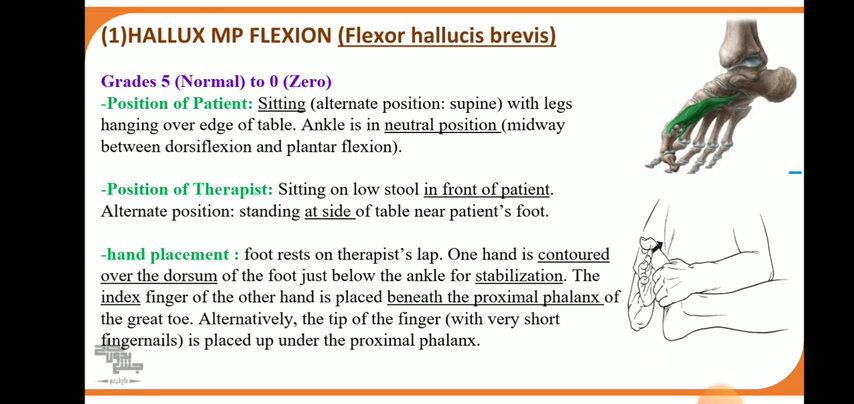 (1)HALLUX MP FLEXION (Flexor hallucis brevis)
Grades 5 (Normal) to 0 (Zero)
-Position of Patient: Sitting (alternate position: supine) with legs
hanging over edge of table. Ankle is in neutral position (midway
between dorsiflexion and plantar flexion).
-Position of Therapist: Sitting on low stool in front of patient.
Alternate position: standing at side of table near patient's foot.
-hand placement : foot rests on therapist's lap. One hand is contoured
over the dorsum of the foot just below the ankle for stabilization. The
index finger of the other hand is placed beneath the proximal phalanx of
the great toe. Alternatively, the tip of the finger (with very short
fingernails) is placed up under the proximal phalanx.